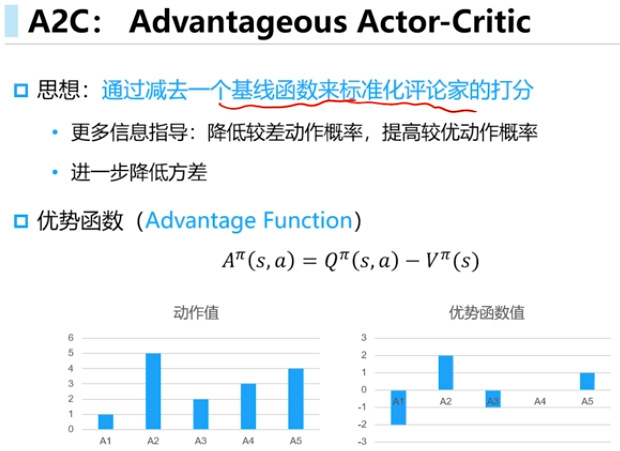 A2C： Advantageous Actor-Critic
思想：通过减去一个基线函数来标准化评论家的打分
• 更多信息指导：降低较差动作概率，提高较优动作概率
• 进一步降低方差
优势函数（Advantage Function）
A^π(s, a) = Q^π(s, a) − V^π(s)
动作值
6
5
4
3
2
1
0
A1 A2 A3 A4 A5
优势函数值
3
2
1
0
-1
-2
-3
A1 A2 A3 A4 A5